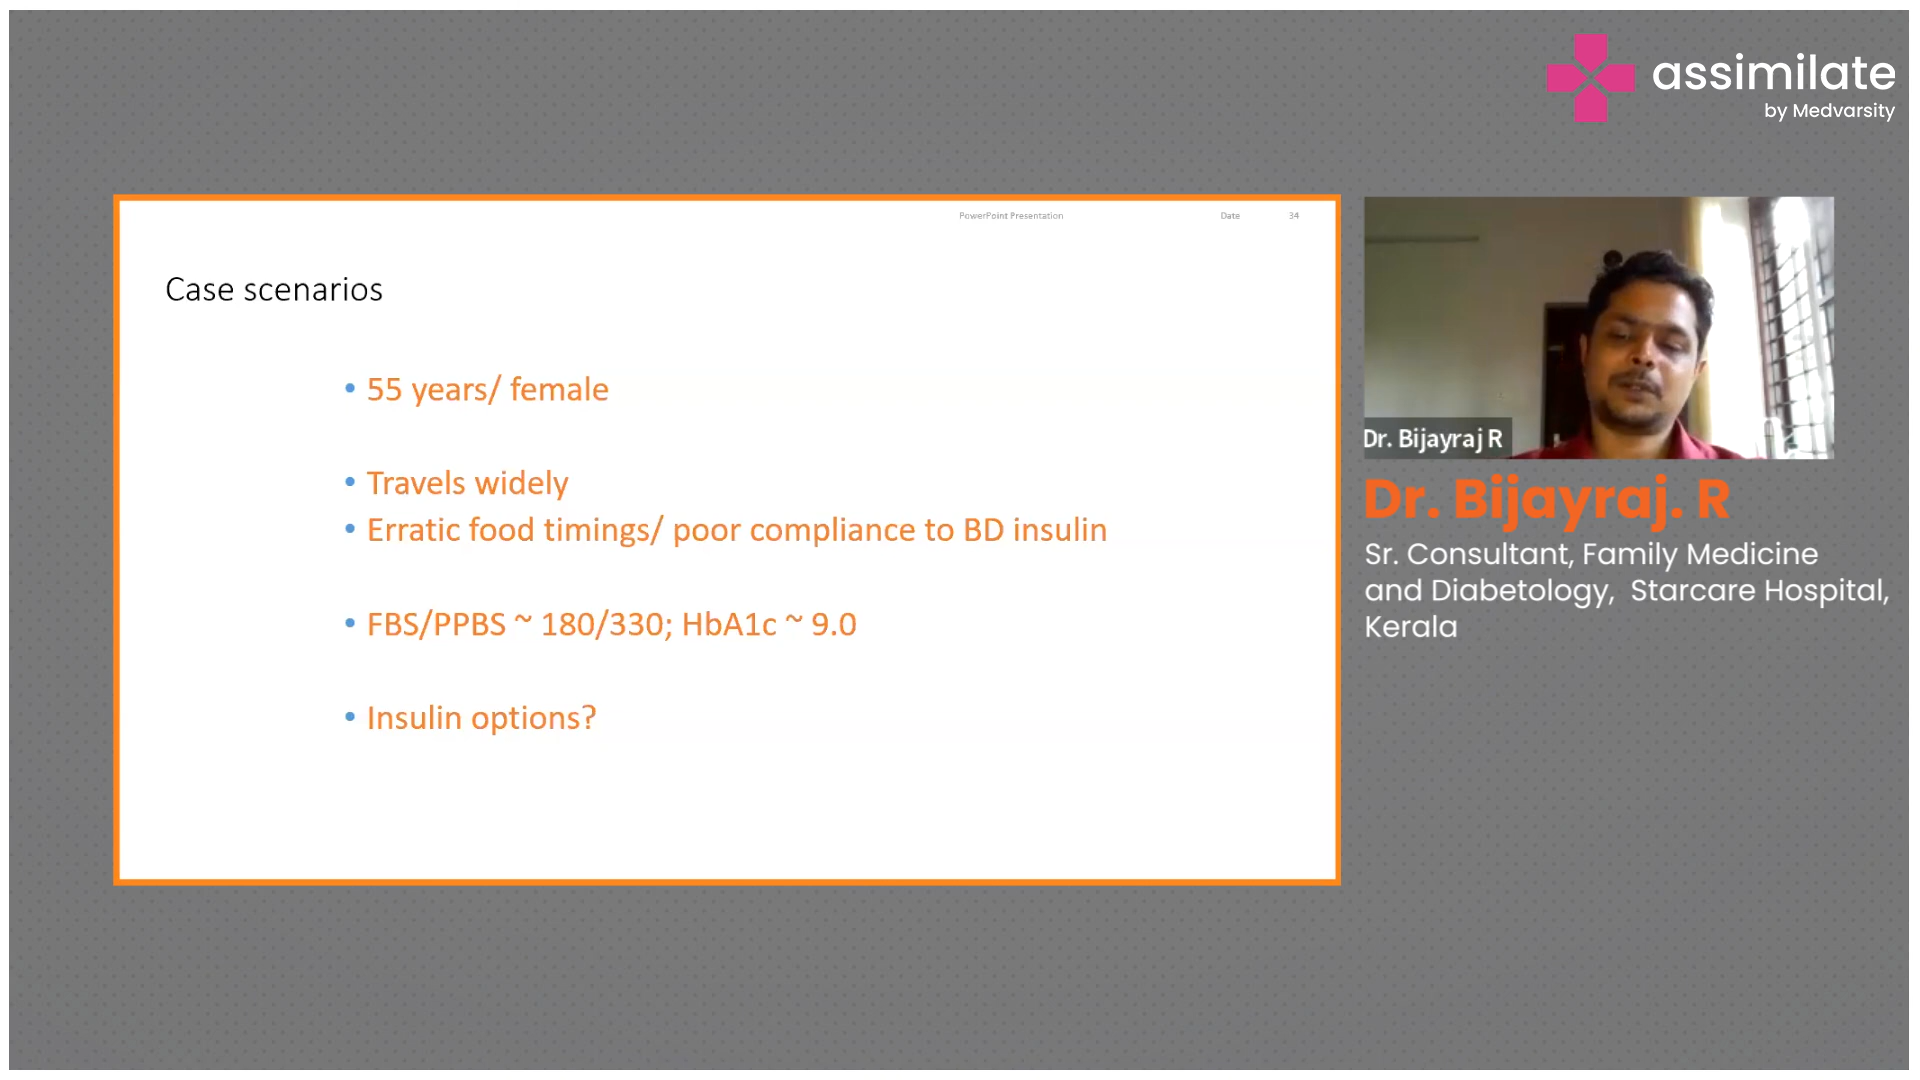 assimilate
by Medvarsity
PowerPoint Presentation Date 34
Case scenarios
• 55 years/ female
• Travels widely
• Erratic food timings/ poor compliance to BD insulin
• FBS/PPBS ~ 180/330; HbA1c ~ 9.0
• Insulin options?
Dr. Bijayraj R
Dr. Bijayraj. R
Sr. Consultant, Family Medicine
and Diabetology, Starcare Hospital,
Kerala